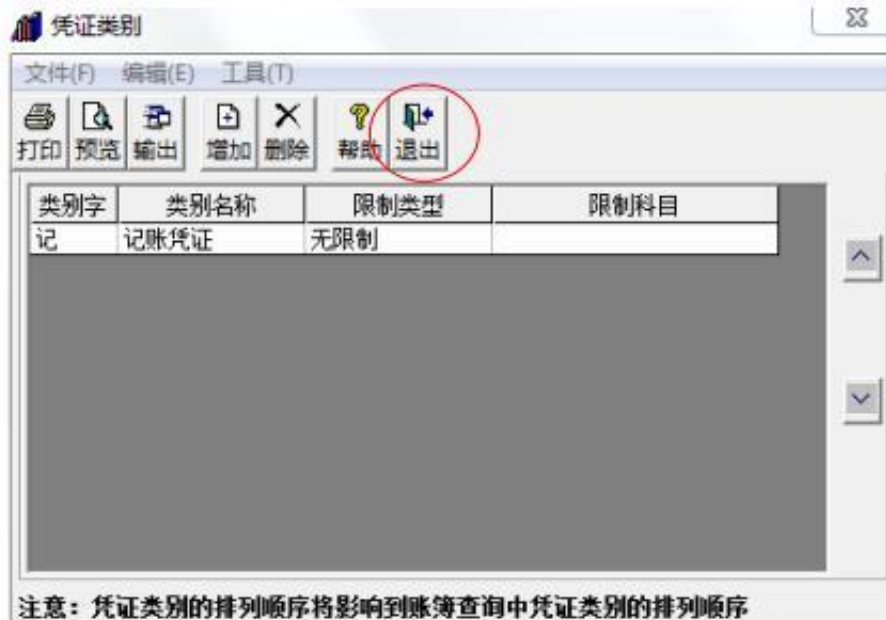 凭证类别
文件(F) 编辑(E) 工具(T)
打印 预览 输出 增加 删除 帮助 退出
类别字 类别名称 限制类型 限制科目
记 记账凭证 无限制
注意：凭证类别的排列顺序将影响到账簿查询中凭证类别的排列顺序